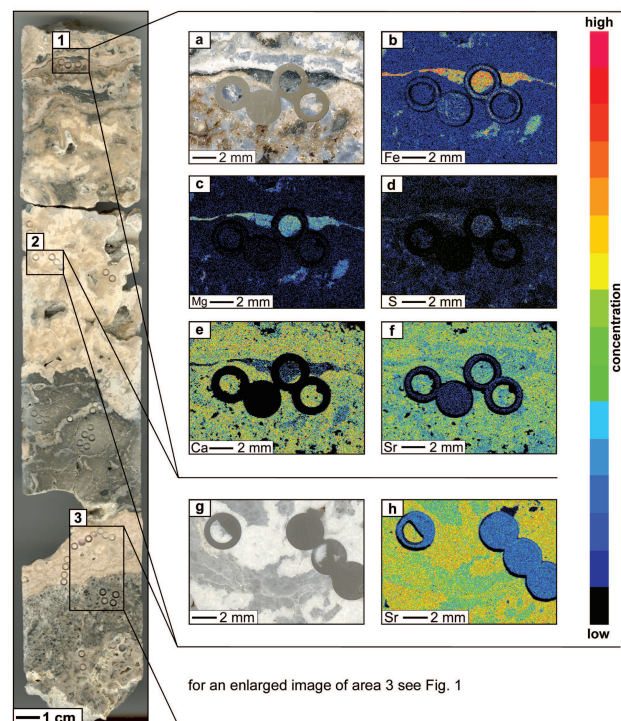 1
2
3
1 cm
a
2 mm
b
Fe
2 mm
c
Mg
2 mm
d
S
2 mm
e
Ca
2 mm
f
Sr
2 mm
g
2 mm
h
Sr
2 mm
high
concentration
low
for an enlarged image of area 3 see Fig. 1